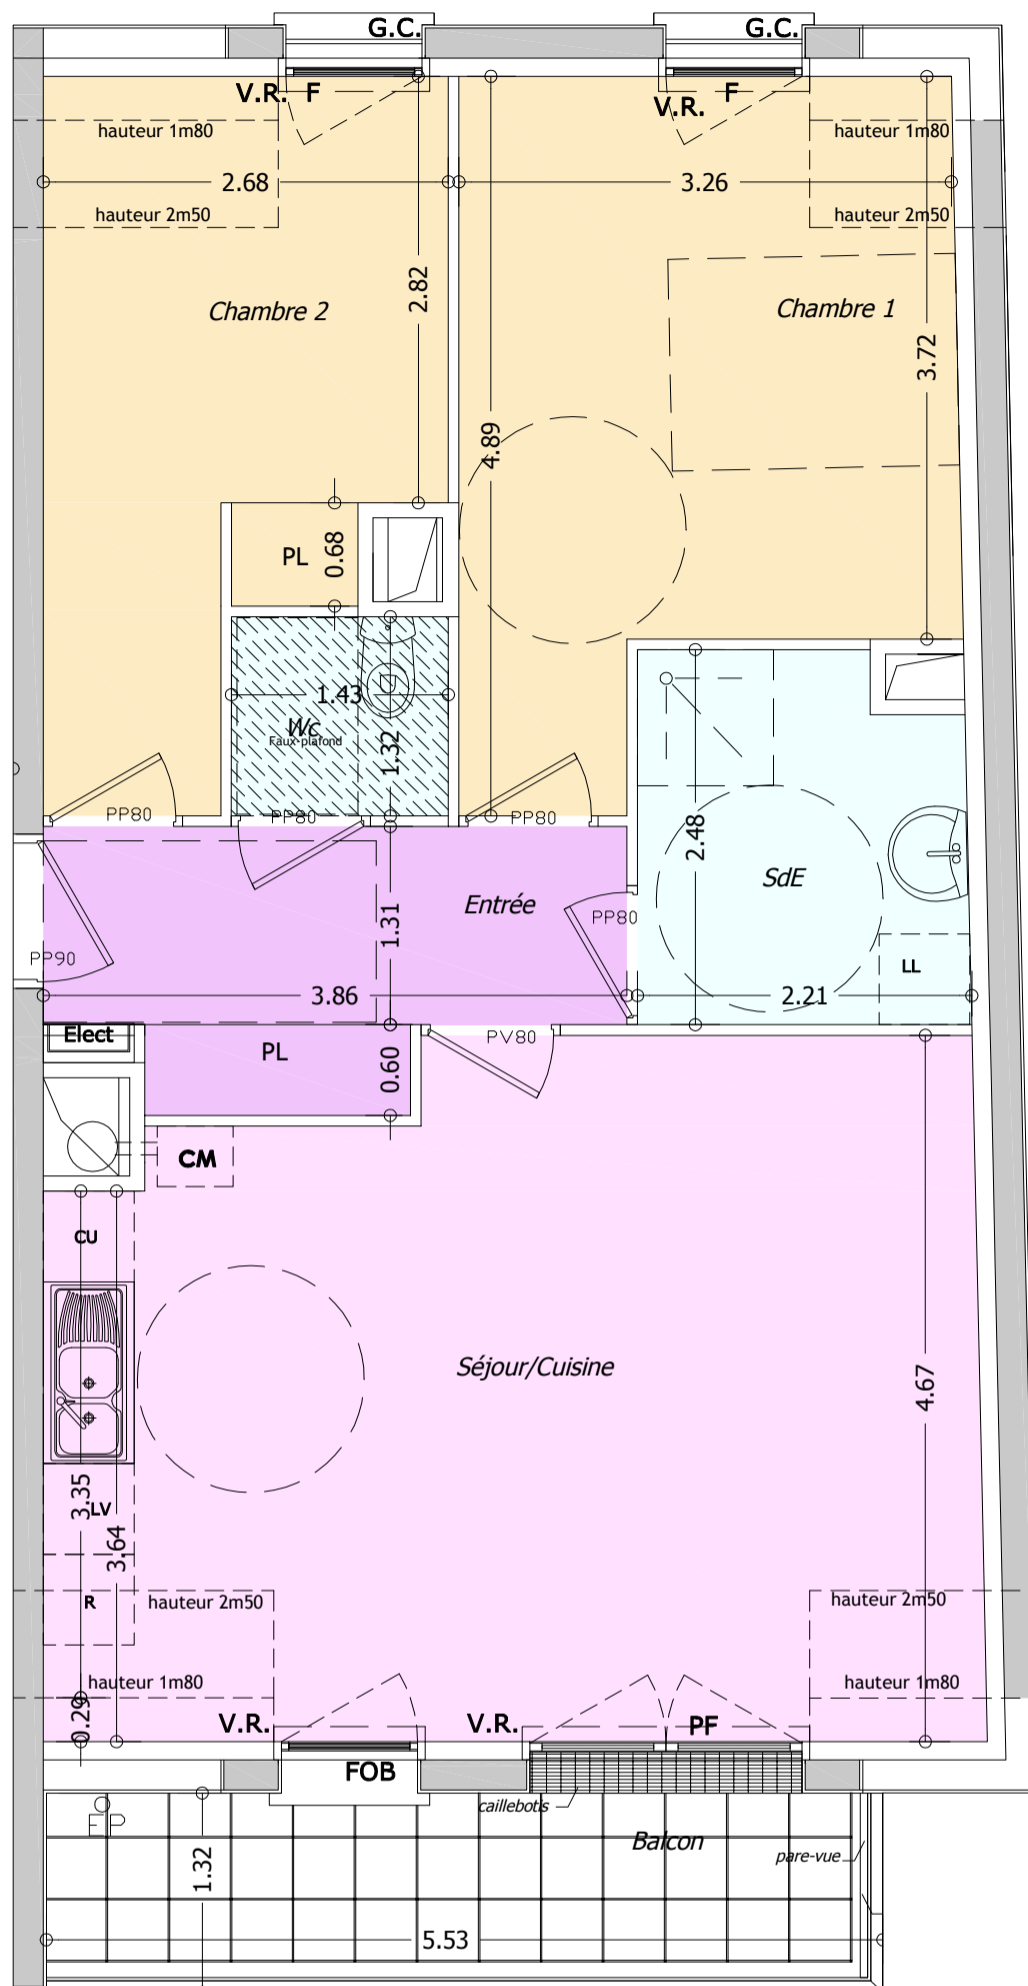 G.C.
G.C.
V.R. F
V.R. F
hauteur 1m80
hauteur 1m80
2.68
3.26
hauteur 2m50
hauteur 2m50
2.82
Chambre 2
Chambre 1
3.72
4.89
PL
0.68
1.43
Wc
Faux-plafond
1.32
PP80
PP80
PP80
2.48
SdE
Entrée
1.31
PP80
PP90
LL
3.86
2.21
Elect
PL
PV80
0.60
CM
CU
Séjour/Cuisine
4.67
3.35
LV
3.64
R
hauteur 2m50
hauteur 2m50
hauteur 1m80
hauteur 1m80
0.29
V.R.
V.R.
PF
FOB
caillebotis
EP
Balcon
pare-vue
1.32
5.53